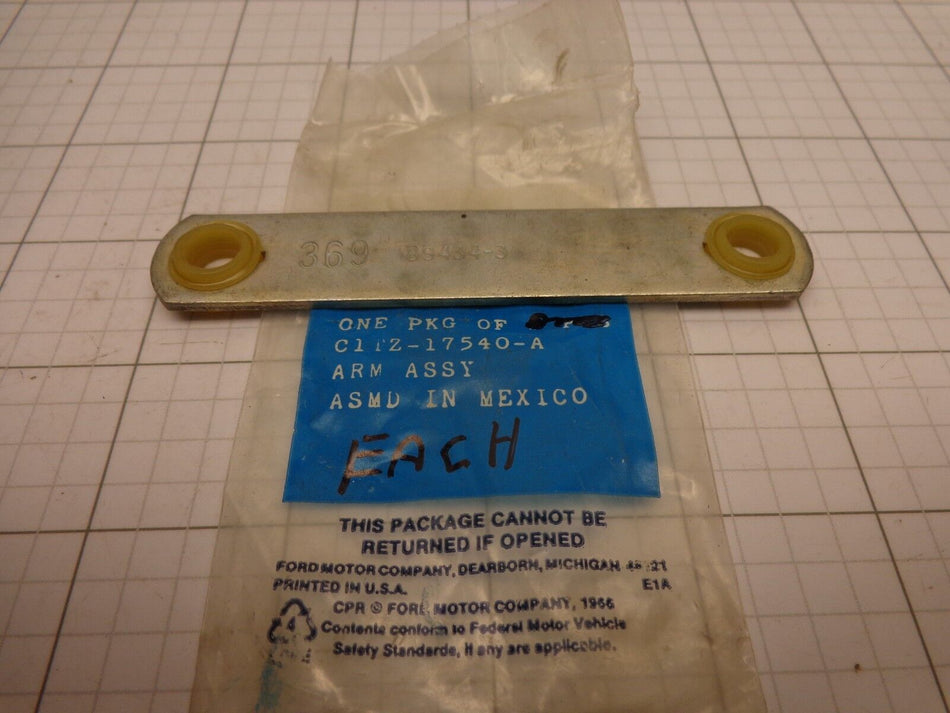 369 
ONE PKG OF
C1TZ-17540-A
ARM ASSY
ASMD IN MEXICO
EACH
THIS PACKAGE CANNOT BE
RETURNED IF OPENED
FORD MOTOR COMPANY, DEARBORN, MICHIGAN
PRINTED IN U.S.A. E1A
CPR © FORD MOTOR COMPANY, 1966
4 Contents conform to Federal Motor Vehicle
Safety Standards, if any are applicable.